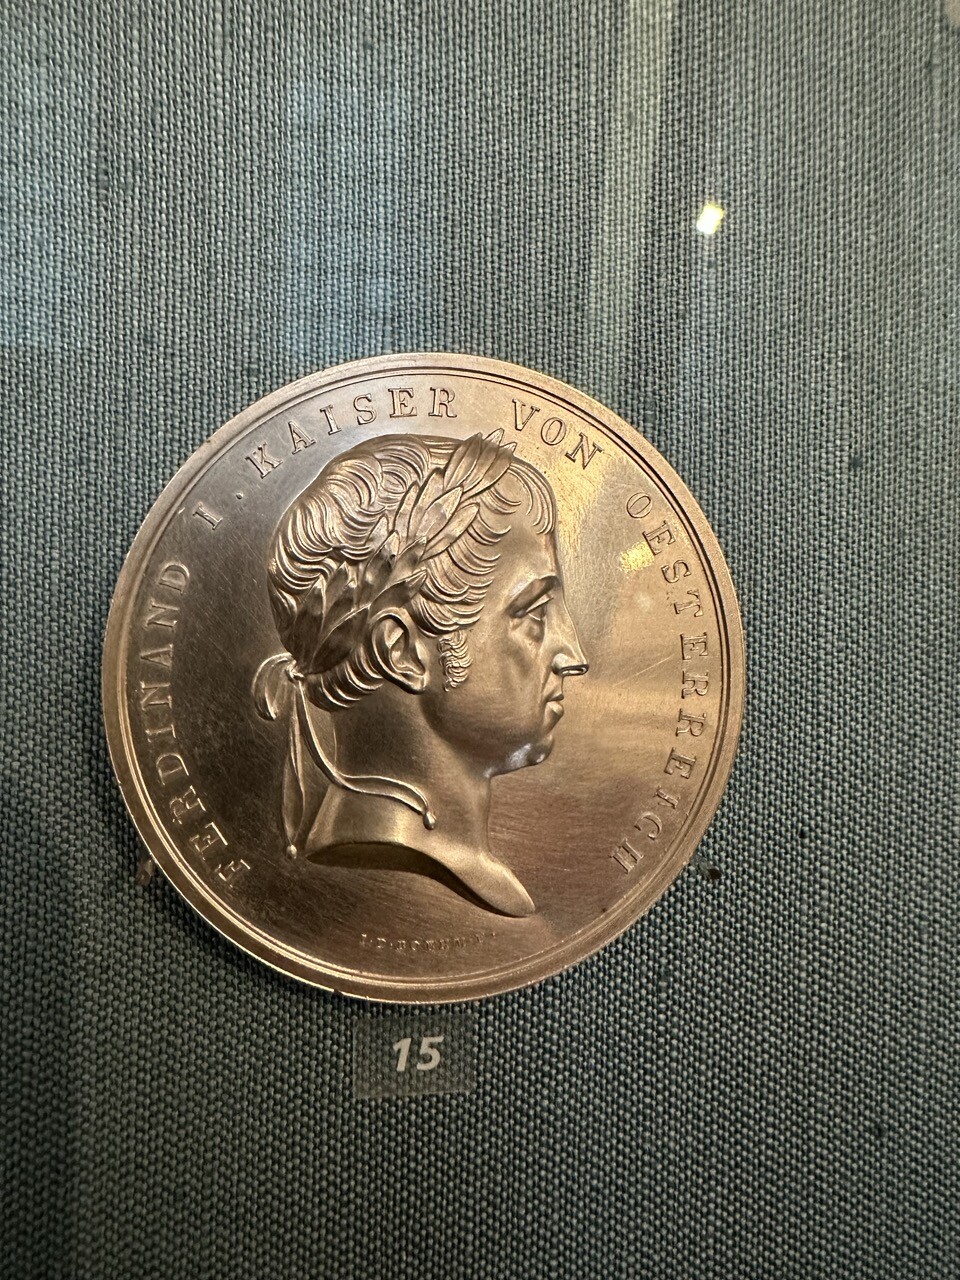 FERDINAND I. KAISER VON OESTERREICH
15